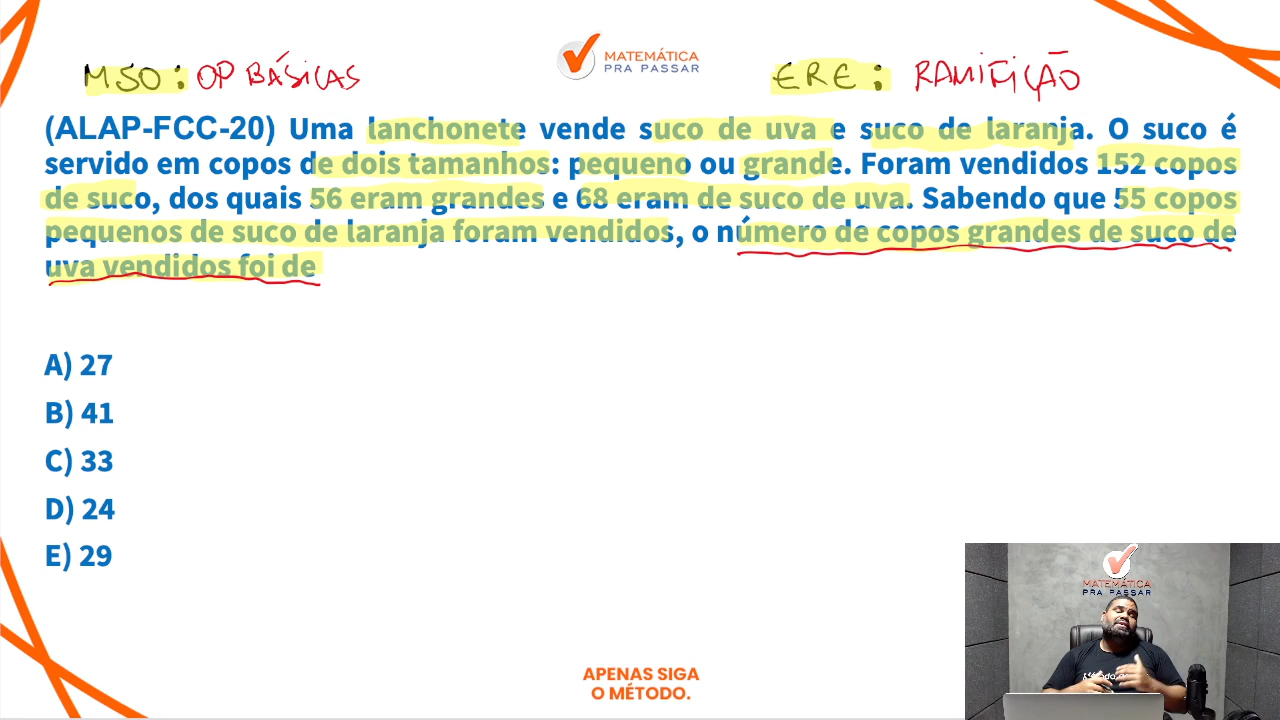 MSO: OP BÁSICAS
MATEMÁTICA
PRA PASSAR
ERE: RAMIFIÇÃO
(ALAP-FCC-20) Uma lanchonete vende suco de uva e suco de laranja. O suco é
servido em copos de dois tamanhos: pequeno ou grande. Foram vendidos 152 copos
de suco, dos quais 56 eram grandes e 68 eram de suco de uva. Sabendo que 55 copos
pequenos de suco de laranja foram vendidos, o número de copos grandes de suco de
uva vendidos foi de
A) 27
B) 41
C) 33
D) 24
E) 29
MATEMÁTICA
PRA PASSAR
APENAS SIGA
O MÉTODO.